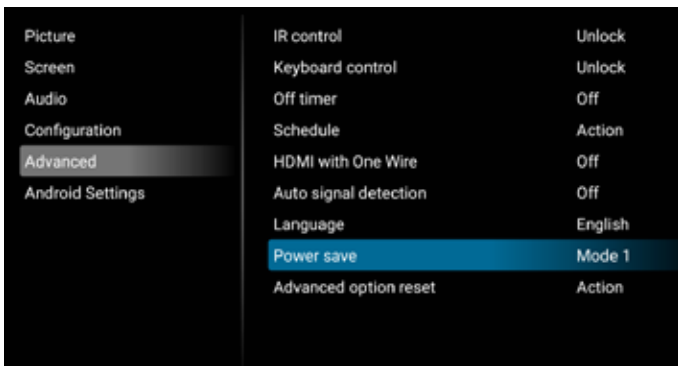 Picture
Screen
Audio
Configuration
Advanced
Android Settings
IR control Unlock
Keyboard control Unlock
Off timer Off
Schedule Action
HDMI with One Wire Off
Auto signal detection Off
Language English
Power save Mode 1
Advanced option reset Action